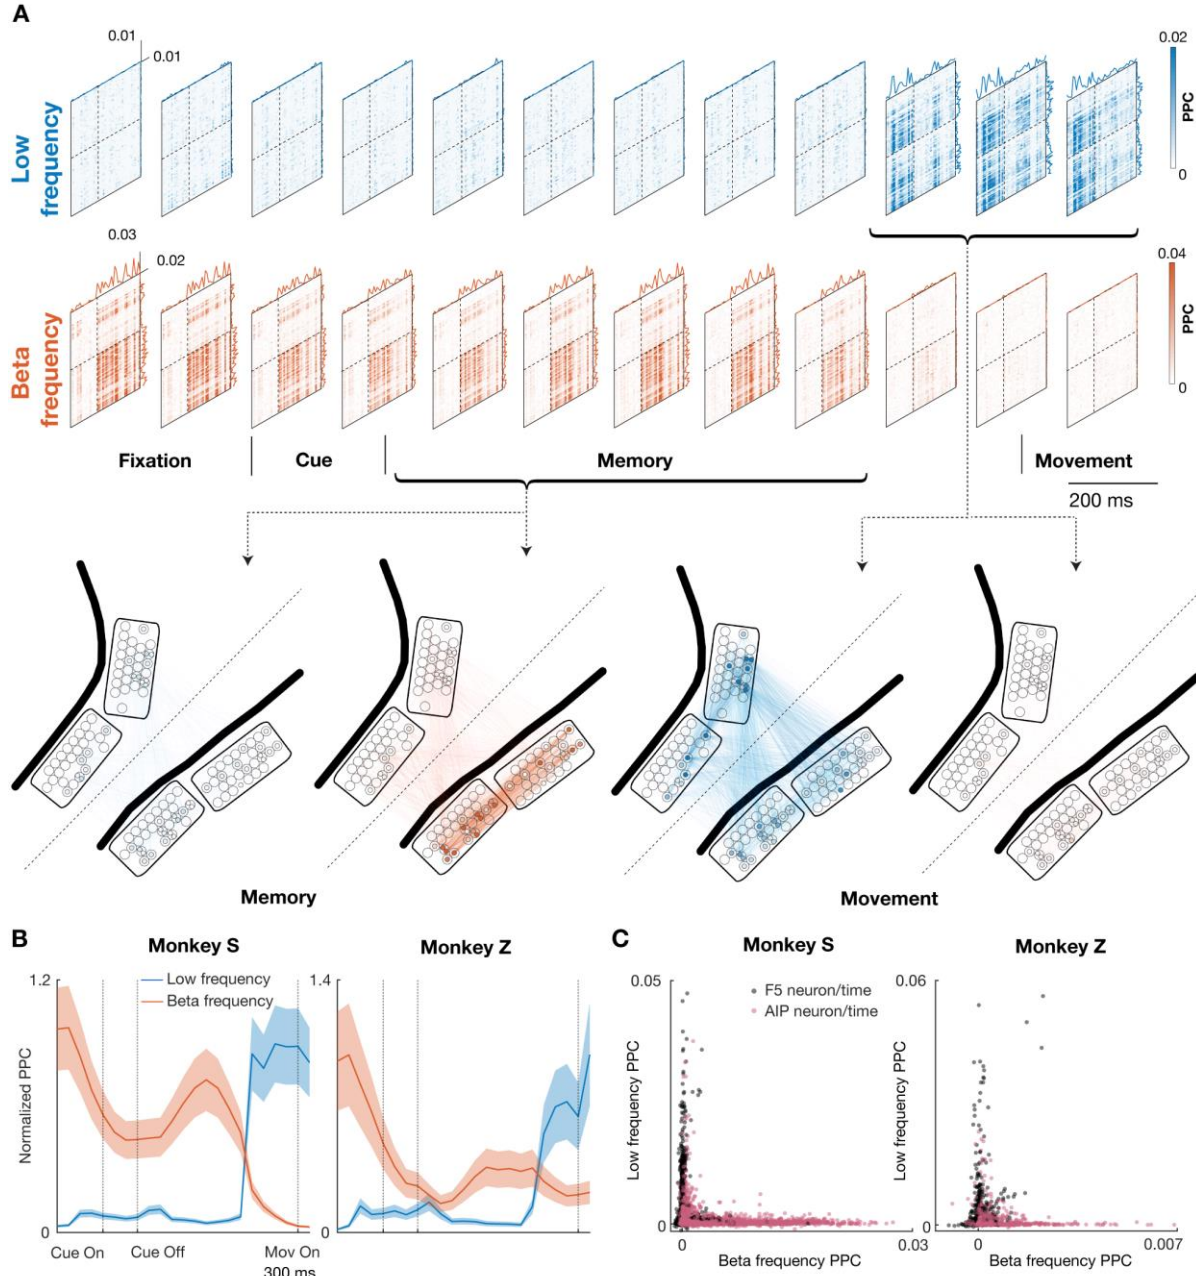 A
0.01
0.01
0.02
Low
frequency
PPC
0
0.03
0.02
0.04
Beta
frequency
PPC
0
Fixation
Cue
Memory
Movement
200 ms
Memory
Movement
B
Monkey S
Monkey Z
1.2
1.4
Low frequency
Beta frequency
Normalized PPC
0
0
Cue On
Cue Off
Mov On
300 ms
C
Monkey S
Monkey Z
0.05
0.06
F5 neuron/time
AIP neuron/time
Low frequency PPC
Low frequency PPC
0
0
0
0.03
0
0.007
Beta frequency PPC
Beta frequency PPC